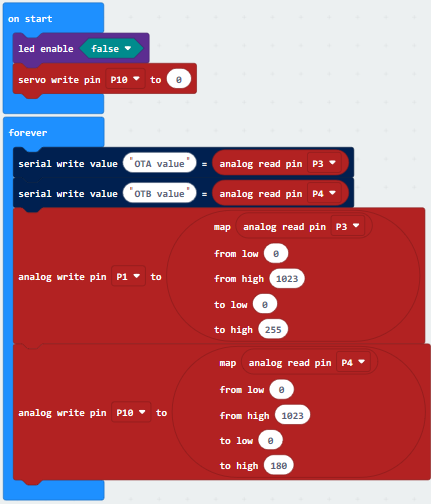 on start
led enable false
servo write pin P10 to 0
forever
serial write value "OTA value" = analog read pin P3
serial write value "OTB value" = analog read pin P4
map analog read pin P3
from low 0
analog write pin P1 to from high 1023
to low 0
to high 255
map analog read pin P4
from low 0
analog write pin P10 to from high 1023
to low 0
to high 180